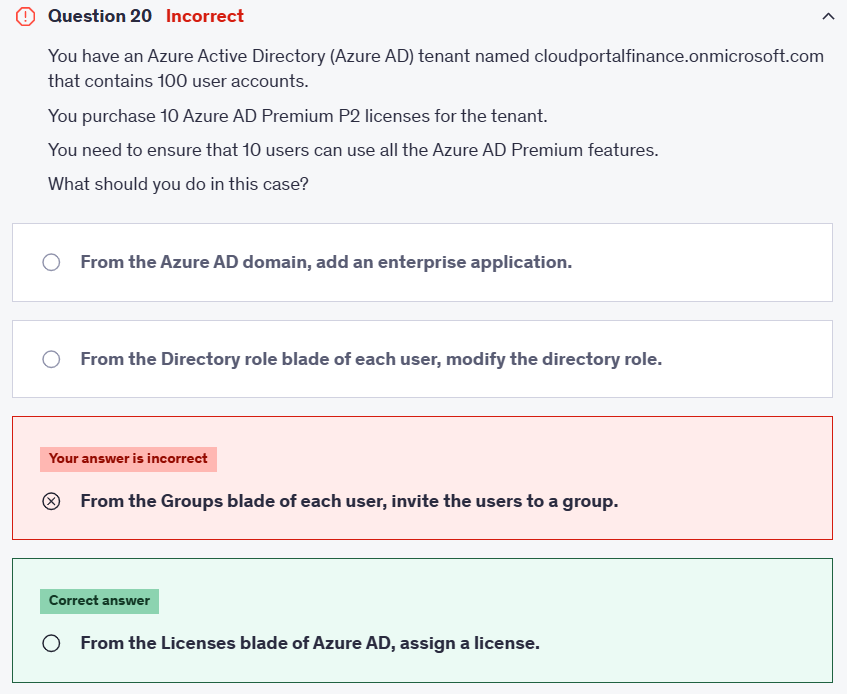 Question 20 Incorrect
You have an Azure Active Directory (Azure AD) tenant named cloudportalfinance.onmicrosoft.com
that contains 100 user accounts.
You purchase 10 Azure AD Premium P2 licenses for the tenant.
You need to ensure that 10 users can use all the Azure AD Premium features.
What should you do in this case?
From the Azure AD domain, add an enterprise application.
From the Directory role blade of each user, modify the directory role.
Your answer is incorrect
From the Groups blade of each user, invite the users to a group.
Correct answer
From the Licenses blade of Azure AD, assign a license.